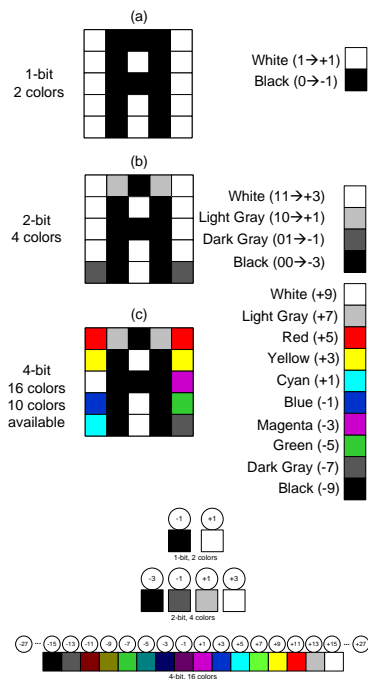 (a)
1-bit
2 colors
White (1→+1)
Black (0→-1)
(b)
2-bit
4 colors
White (11→+3)
Light Gray (10→+1)
Dark Gray (01→-1)
Black (00→-3)
(c)
4-bit
16 colors
10 colors
available
White (+9)
Light Gray (+7)
Red (+5)
Yellow (+3)
Cyan (+1)
Blue (-1)
Magenta (-3)
Green (-5)
Dark Gray (-7)
Black (-9)
-1 +1
1-bit, 2 colors
-3 -1 +1 +3
2-bit, 4 colors
-27 ... -15 -13 -11 -9 -7 -5 -3 -1 +1 +3 +5 +7 +9 +11 +13 +15 ... +27
4-bit, 16 colors